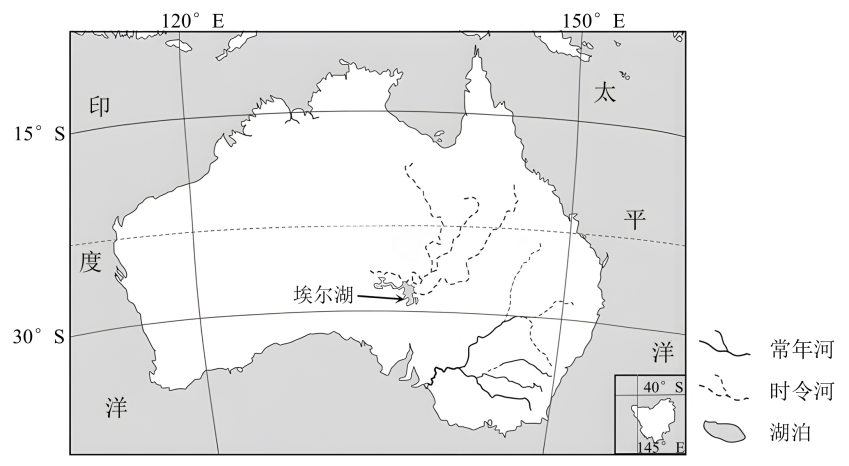 120° E
150° E
印
太
15° S
平
度
埃尔湖
30° S
洋
常年河
40° S
时令河
洋
湖泊
145° E